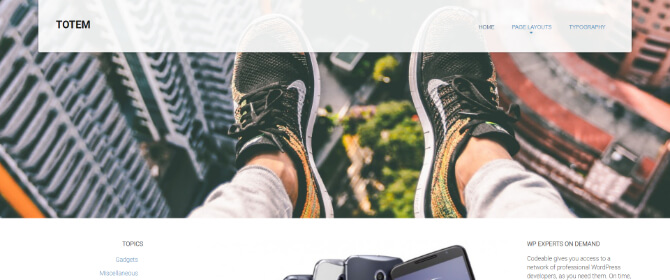 TOTEM
HOME
PAGE LAYOUTS
TYPOGRAPHY
TOPICS
Gadgets
Miscellaneous
WP EXPERTS ON DEMAND
Codeable gives you access to a
network of professional WordPress
developers, as you need them. On time,